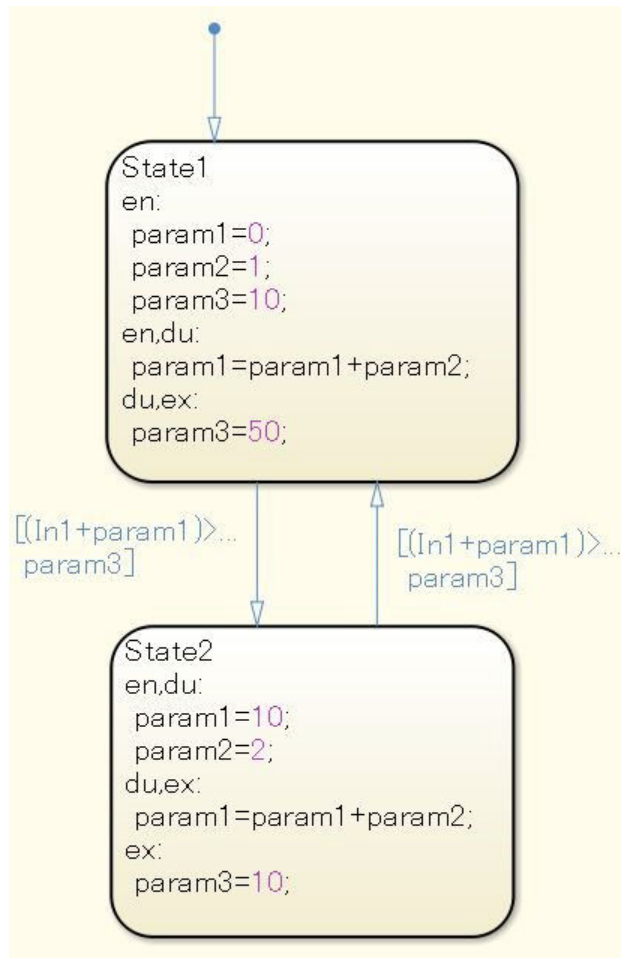 State1
en:
param1=0;
param2=1;
param3=10;
en,du:
param1=param1+param2;
du,ex:
param3=50;
[(In1+param1)>...
param3]
[(In1+param1)>...
param3]
State2
en,du:
param1=10;
param2=2;
du,ex:
param1=param1+param2;
ex:
param3=10;